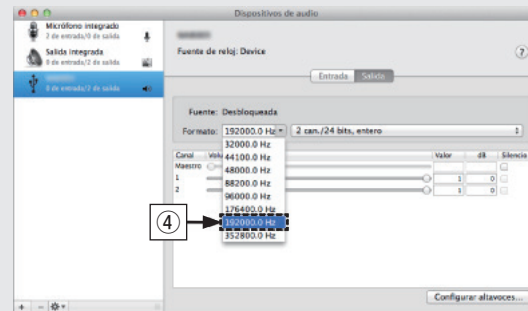 Dispositivos de audio
Micrófono integrado
2 de entrada/0 de salida
Salida integrada
0 de entrada/2 de salida
0 de entrada/2 de salida
Fuente de reloj: Device
?
Entrada Salida
Fuente: Desbloqueada
Formato: 192000.0 Hz 2 can./24 bits, entero
32000.0 Hz
44100.0 Hz
48000.0 Hz
88200.0 Hz
96000.0 Hz
176400.0 Hz
192000.0 Hz
352800.0 Hz
Canal Valor dB Silencio
Maestro
1 1 0
2 1 0
④
Configurar altavoces...